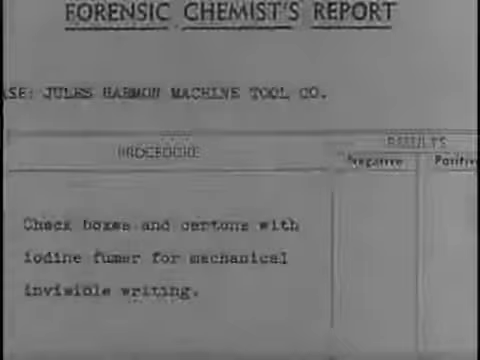 FORENSIC CHEMIST'S REPORT
ASE: JULES HARMON MACHINE TOOL CO.
RESULTS
PROCEDURE
Negative Positiv
Check boxes and cartons with
iodine fumer for mechanical
invisible writing.